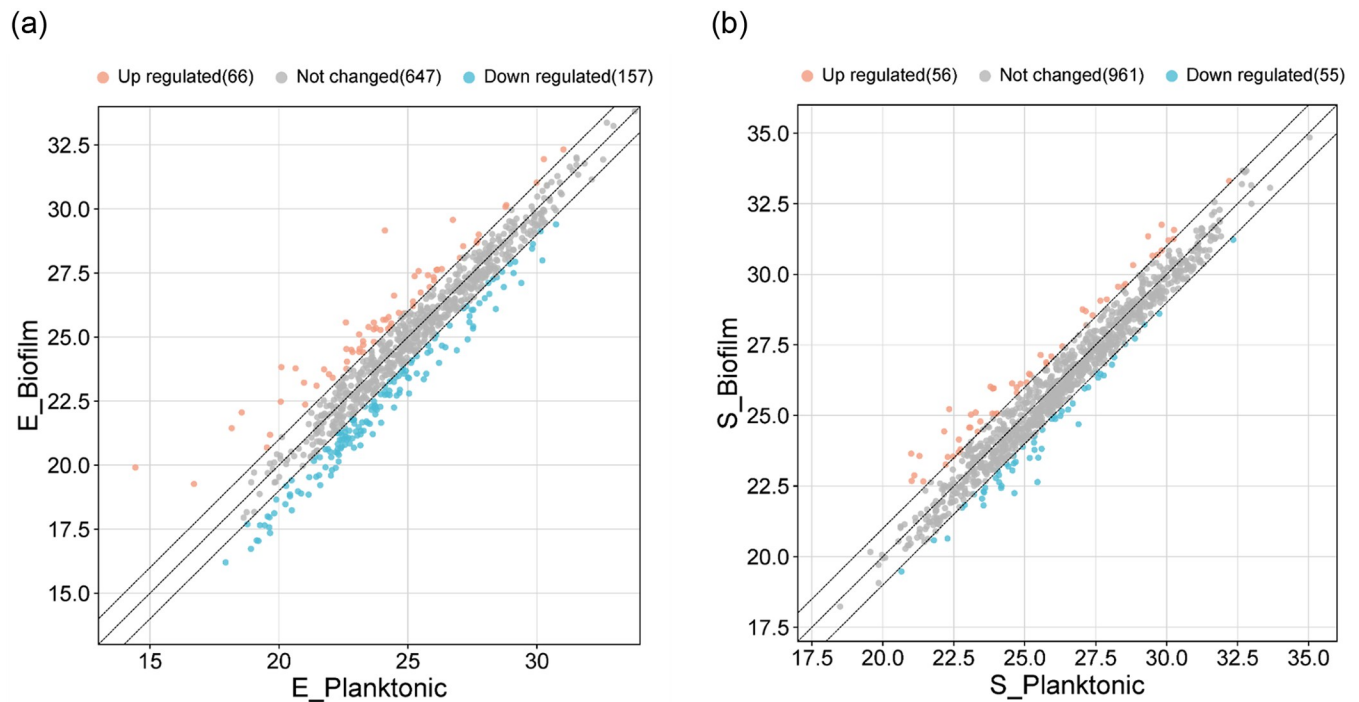 (a)
Up regulated(66) Not changed(647) Down regulated(157)
32.5
30.0
27.5
25.0
22.5
20.0
17.5
15.0
E_Biofilm
15 20 25 30
E_Planktonic
(b)
Up regulated(56) Not changed(961) Down regulated(55)
35.0
32.5
30.0
27.5
25.0
22.5
20.0
17.5
S_Biofilm
17.5 20.0 22.5 25.0 27.5 30.0 32.5 35.0
S_Planktonic